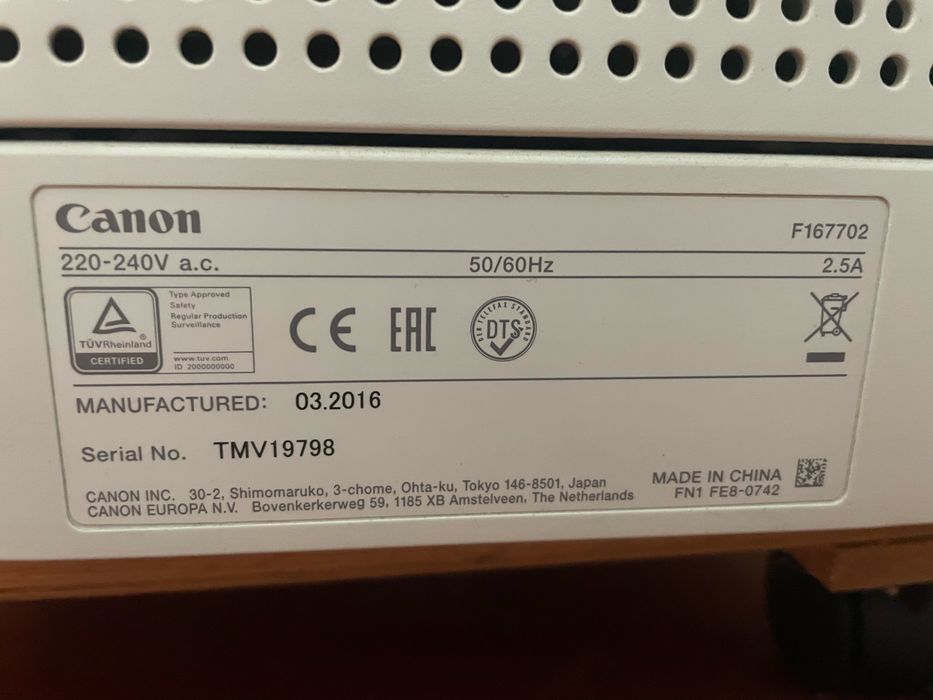 Canon
F167702
220-240V a.c.
50/60Hz
2.5A
TÜVRheinland®
CERTIFIED
Type Approved
Safety
Regular Production
Surveillance
www.tuv.com
ID 2000000000
CE
EAC
DER TELEFAX STANDARD
DTS
MANUFACTURED: 03.2016
Serial No. TMV19798
CANON INC. 30-2, Shimomaruko, 3-chome, Ohta-ku, Tokyo 146-8501, Japan
CANON EUROPA N.V. Bovenkerkerweg 59, 1185 XB Amstelveen, The Netherlands
MADE IN CHINA
FN1 FE8-0742